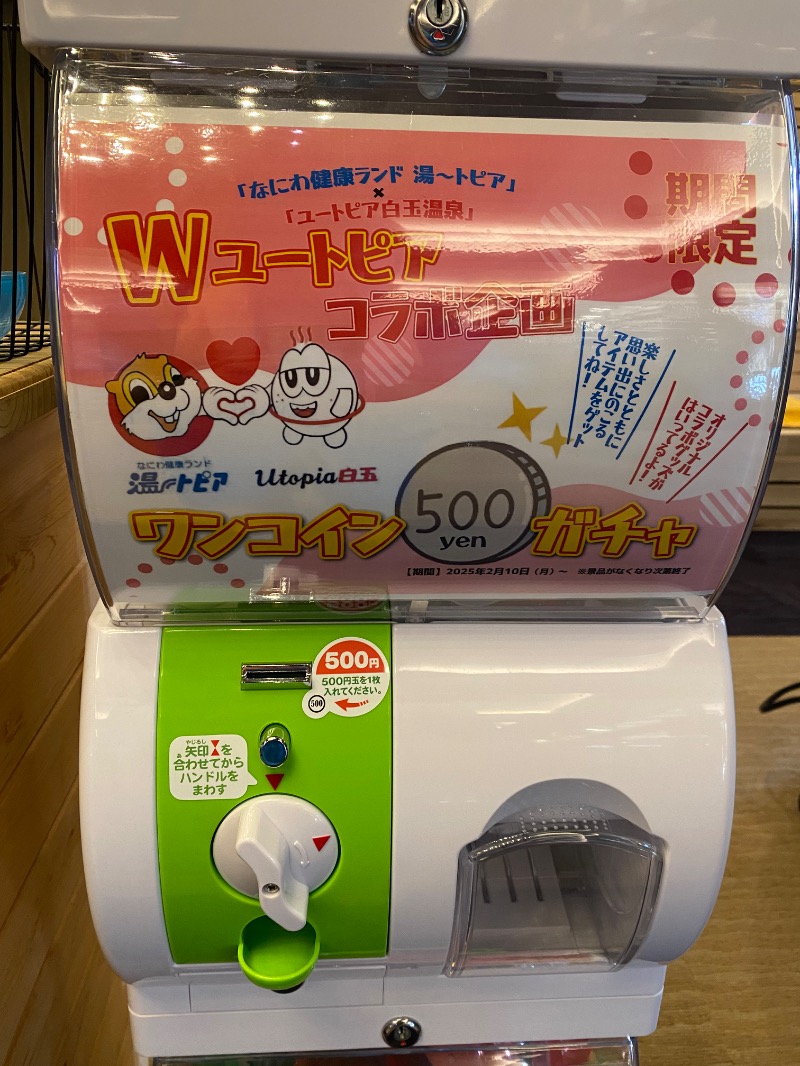 「なにわ健康ランド 湯〜トピア」
×
「ユートピア白玉温泉」
Wユートピア
コラボ企画
期間
限定
楽しさとともに
思い出にのこる
アイテムをゲット
してね!
オリジナル
コラボグッズが
はいってるよ!
なにわ健康ランド
湯〜トピア
Utopia白玉
ワンコイン
500
yen
ガチャ
【期間】2025年2月10日(月)〜 ※景品がなくなり次第終了
500円
500円玉を1枚
入れてください。
500
やじるし
矢印を
あ
合わせてから
ハンドルを
まわす